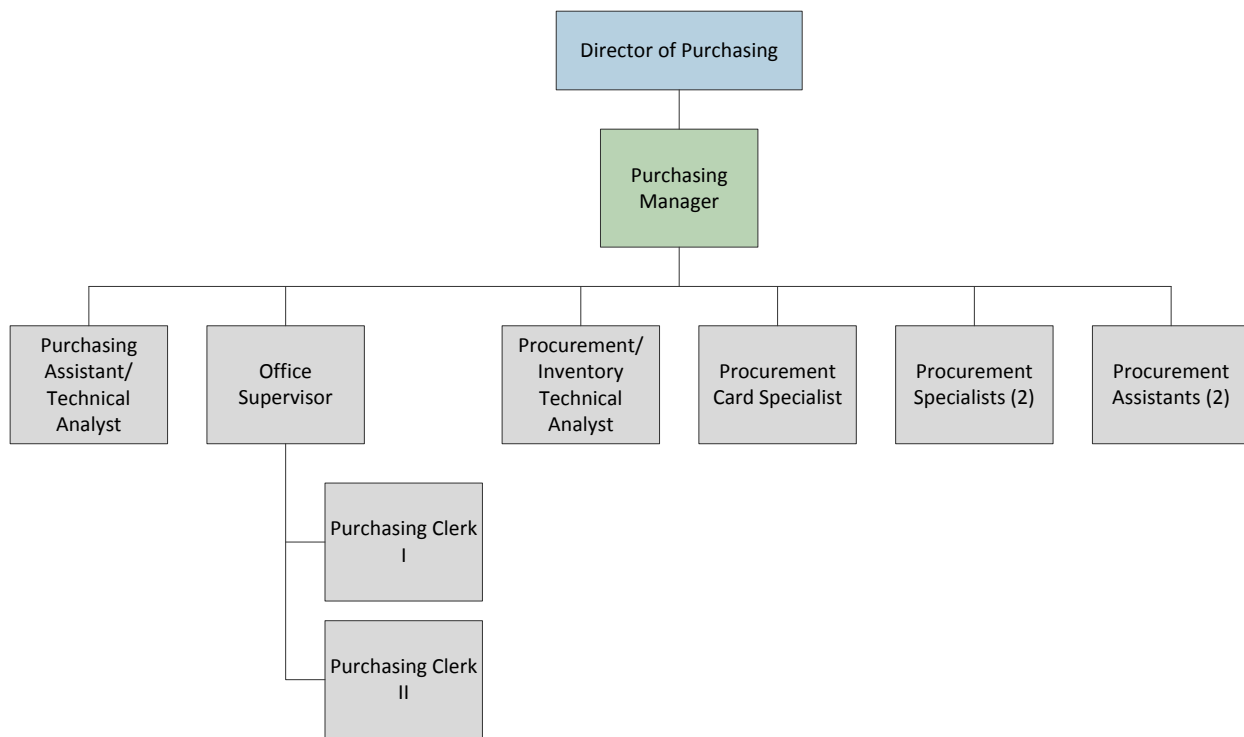 Director of Purchasing
Purchasing
Manager
Purchasing
Assistant/
Technical
Analyst
Office
Supervisor
Procurement/
Inventory
Technical
Analyst
Procurement
Card Specialist
Procurement
Specialists (2)
Procurement
Assistants (2)
Purchasing Clerk
I
Purchasing Clerk
II